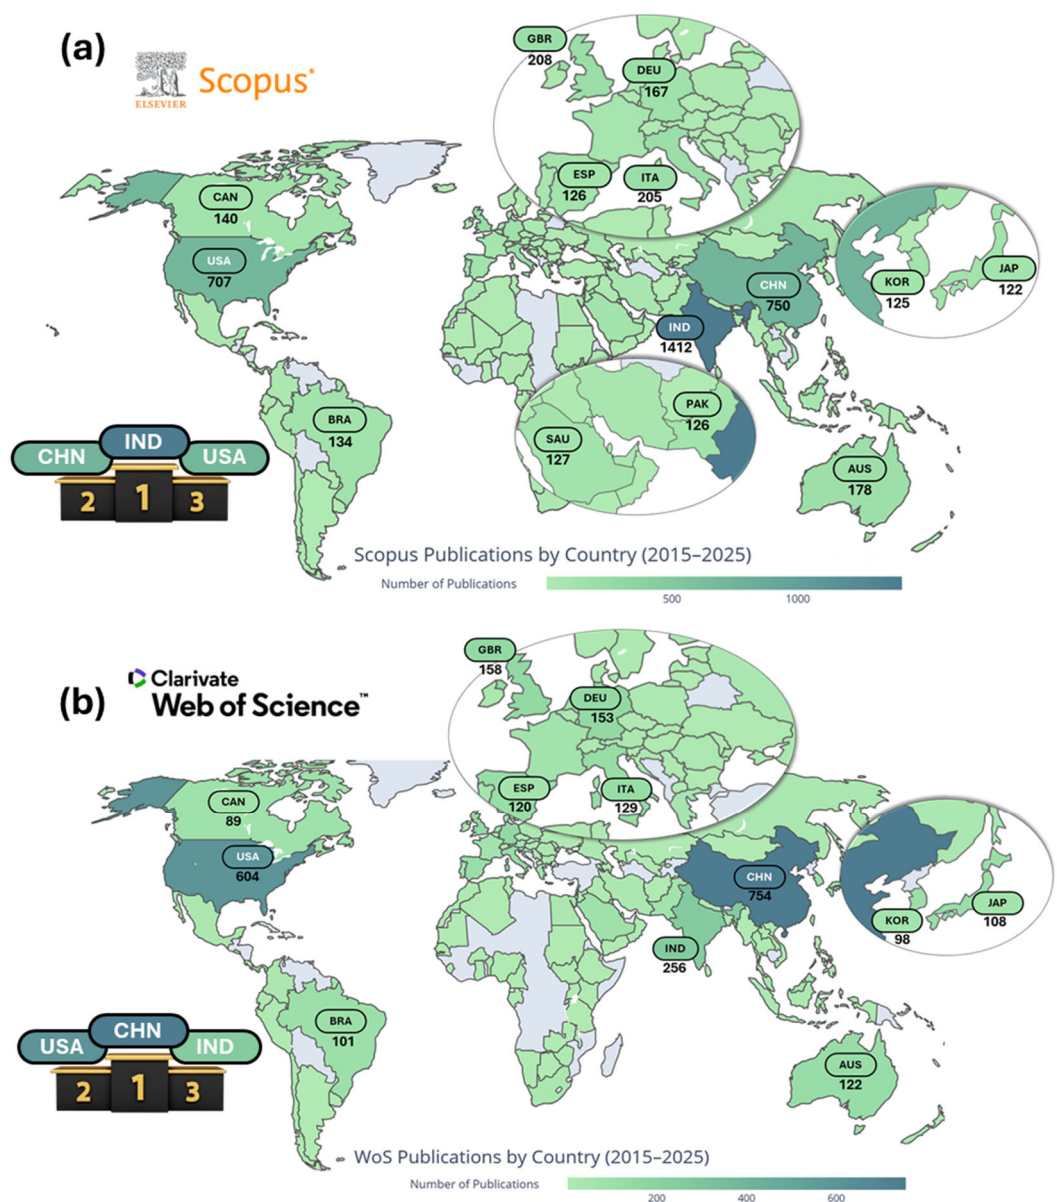 (a)
ELSEVIER
Scopus®
GBR
208
DEU
167
ESP
126
ITA
205
CAN
140
USA
707
CHN
750
KOR
125
JAP
122
IND
1412
PAK
126
SAU
127
BRA
134
AUS
178
IND
CHN
USA
2 1 3
Scopus Publications by Country (2015–2025)
Number of Publications
500 1000
(b)
Clarivate
Web of Science™
GBR
158
DEU
153
ESP
120
ITA
129
CAN
89
USA
604
CHN
754
KOR
98
JAP
108
IND
256
BRA
101
AUS
122
CHN
USA
IND
2 1 3
WoS Publications by Country (2015–2025)
Number of Publications
200 400 600